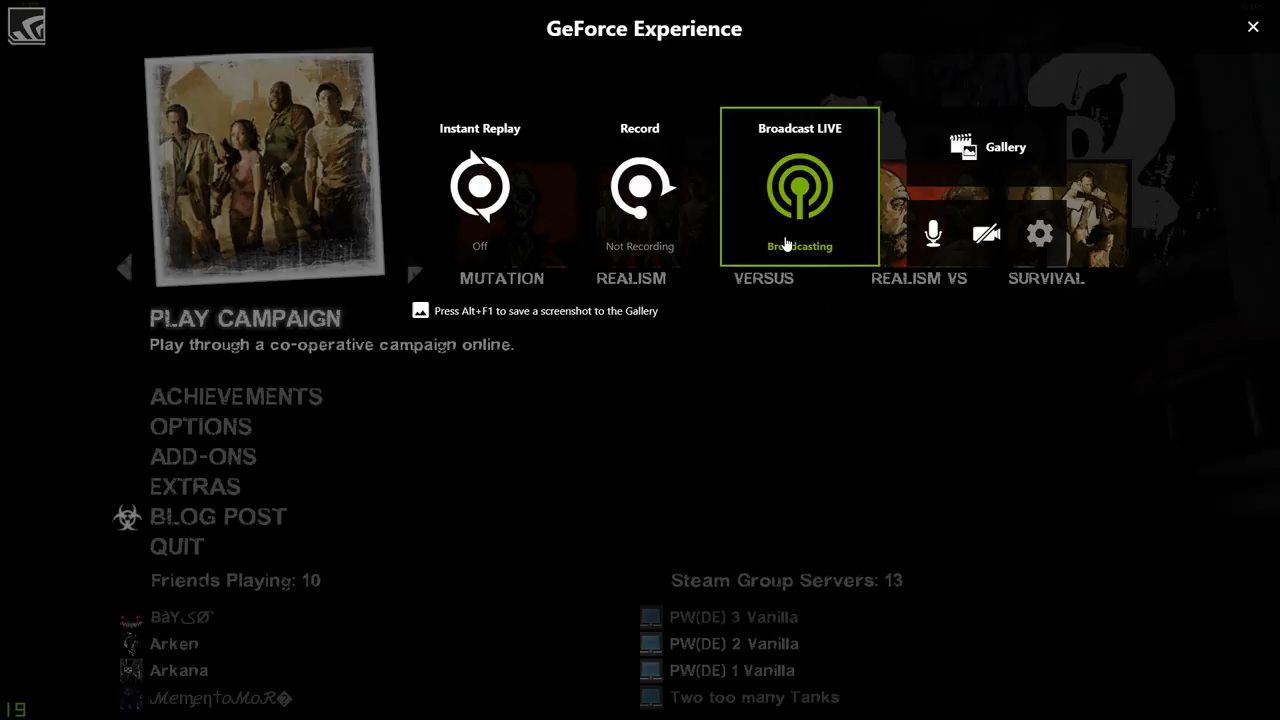 GeForce Experience
Instant Replay
Record
Broadcast LIVE
Gallery
Off
Not Recording
Broadcasting
MUTATION
REALISM
VERSUS
REALISM VS
SURVIVAL
Press Alt+F1 to save a screenshot to the Gallery
PLAY CAMPAIGN
Play through a co-operative campaign online.
ACHIEVEMENTS
OPTIONS
ADD-ONS
EXTRAS
BLOG POST
QUIT
Friends Playing: 10
Steam Group Servers: 13
PW(DE) 3 Vanilla
Arken
PW(DE) 2 Vanilla
Arkana
PW(DE) 1 Vanilla
Two too many Tanks
19